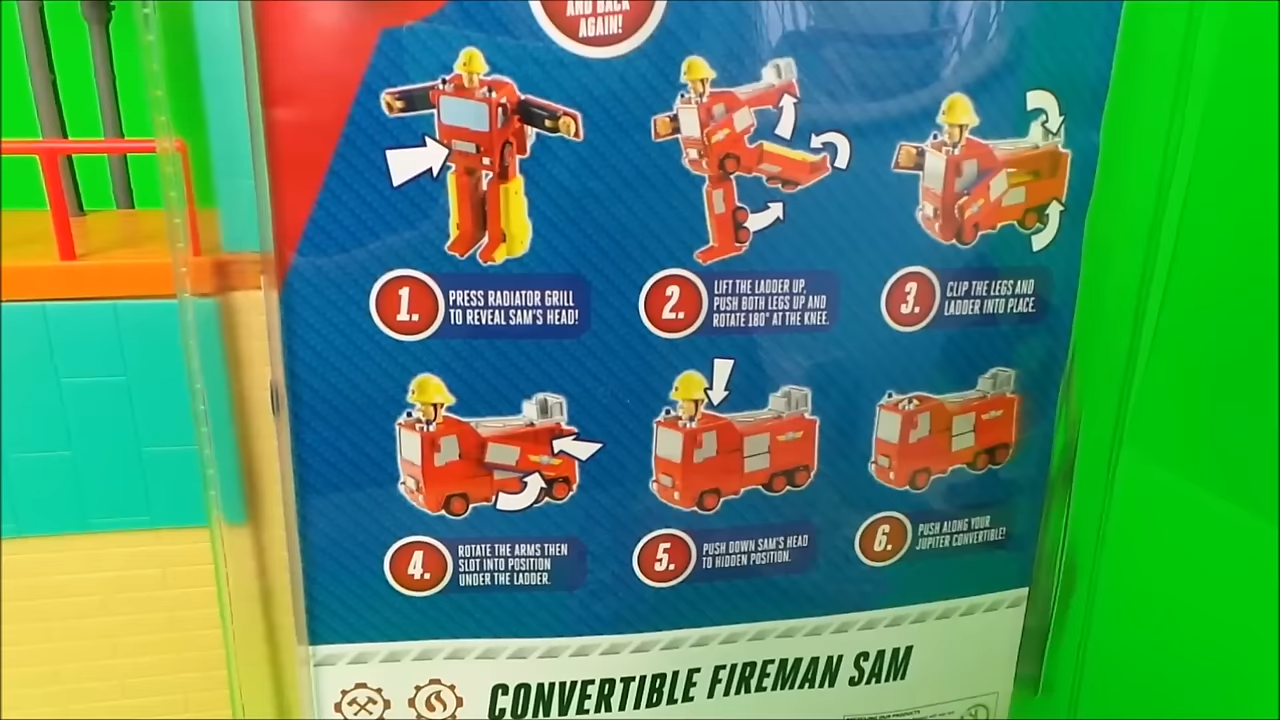 AND BACK
AGAIN!
1.
PRESS RADIATOR GRILL
TO REVEAL SAM'S HEAD!
2.
LIFT THE LADDER UP,
PUSH BOTH LEGS UP AND
ROTATE 180° AT THE KNEE.
3.
CLIP THE LEGS AND
LADDER INTO PLACE.
4.
ROTATE THE ARMS THEN
SLOT INTO POSITION
UNDER THE LADDER.
5.
PUSH DOWN SAM'S HEAD
TO HIDDEN POSITION.
6.
PUSH ALONG YOUR
JUPITER CONVERTIBLE!
CONVERTIBLE FIREMAN SAM